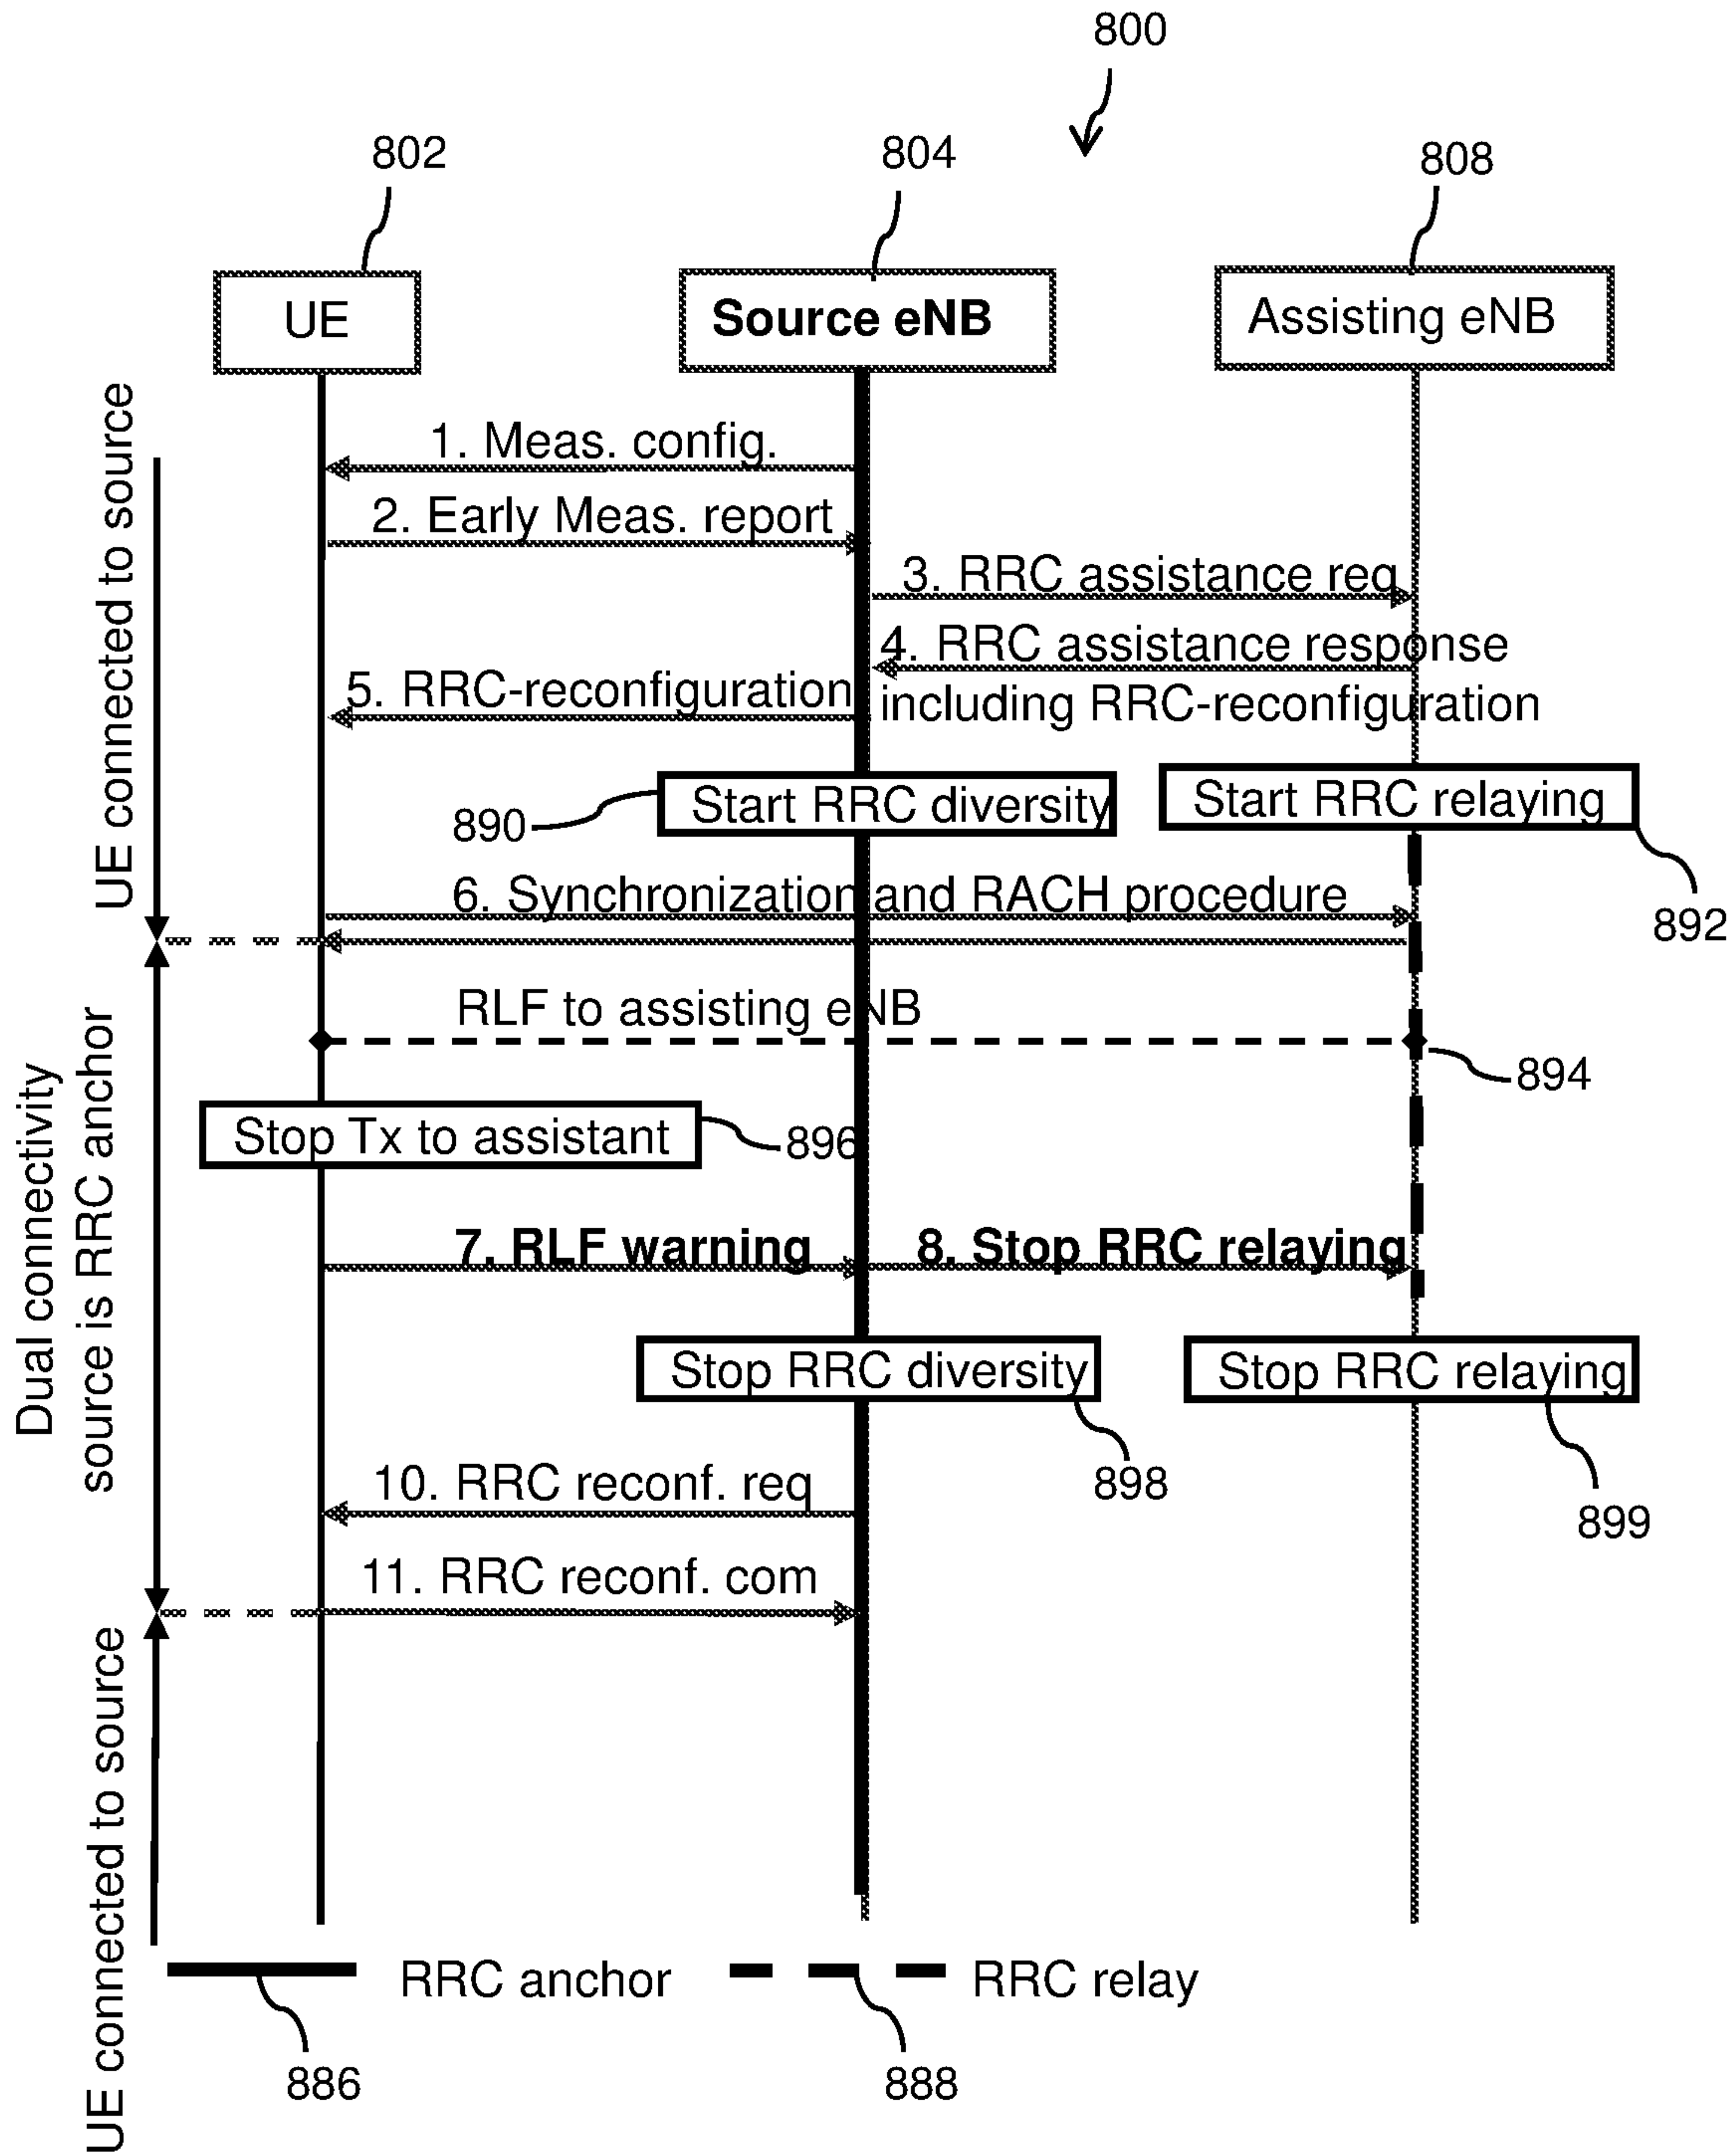 800
802
804
808
UE
Source eNB
Assisting eNB
UE connected to source
1. Meas. config.
2. Early Meas. report
3. RRC assistance req
4. RRC assistance response
including RRC-reconfiguration
5. RRC-reconfiguration
890
Start RRC diversity
Start RRC relaying
892
6. Synchronization and RACH procedure
Dual connectivity
source is RRC anchor
RLF to assisting eNB
894
Stop Tx to assistant
896
7. RLF warning
8. Stop RRC relaying
Stop RRC diversity
Stop RRC relaying
898
899
10. RRC reconf. req
11. RRC reconf. com
UE connected to source
RRC anchor
RRC relay
886
888